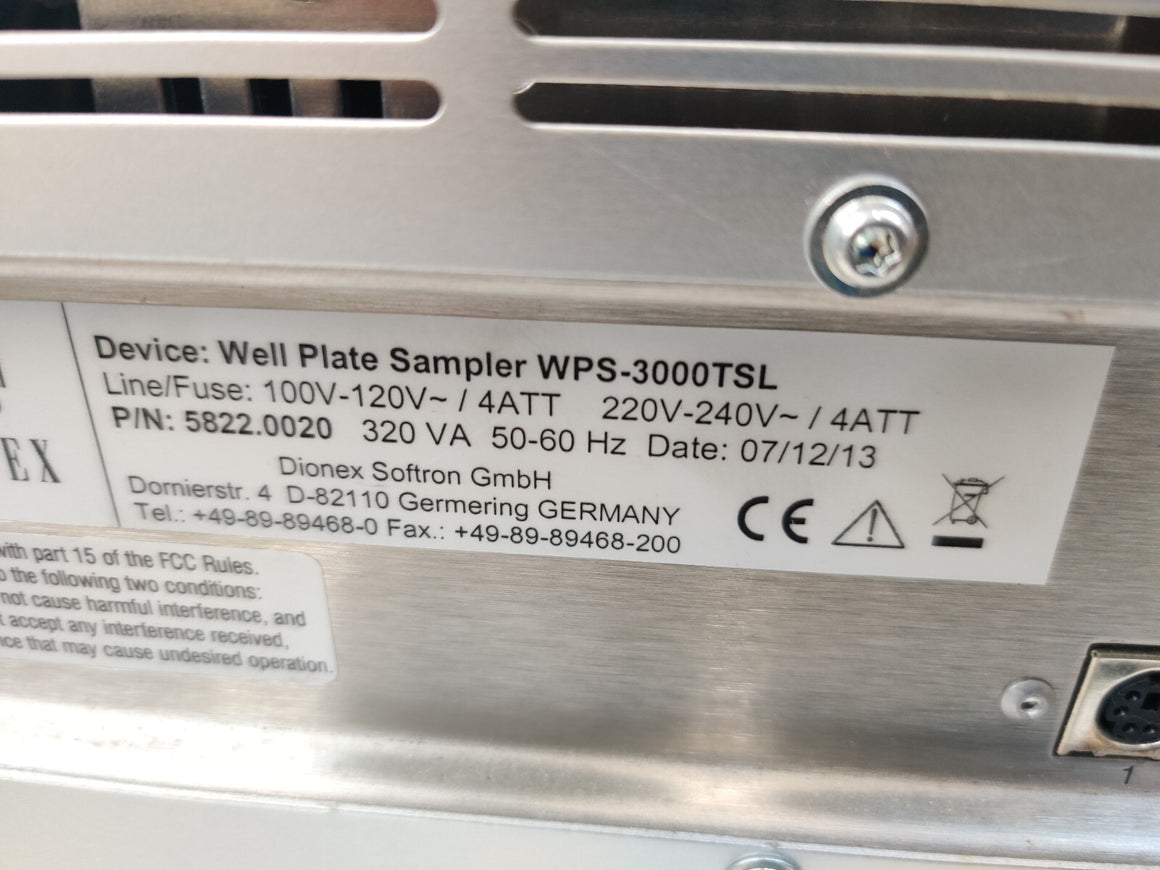 Device: Well Plate Sampler WPS-3000TSL
Line/Fuse: 100V-120V~ / 4ATT 220V-240V~ / 4ATT
P/N: 5822.0020 320 VA 50-60 Hz Date: 07/12/13
Dionex Softron GmbH
Dornierstr. 4 D-82110 Germering GERMANY
Tel.: +49-89-89468-0 Fax.: +49-89-89468-200
CE
EX
with part 15 of the FCC Rules.
the following two conditions:
not cause harmful interference, and
accept any interference received,
that may cause undesired operation.
1